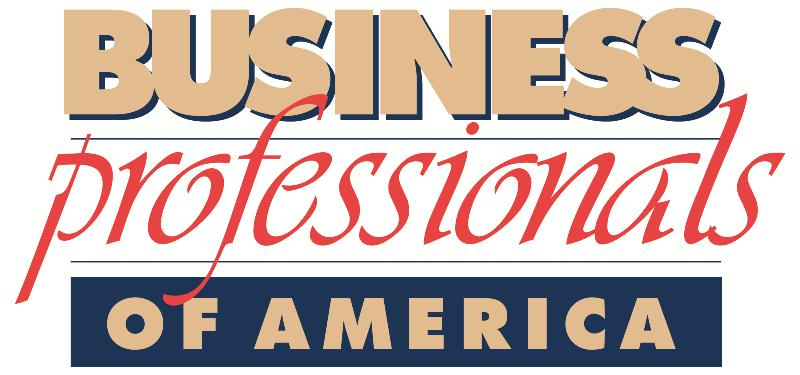 BUSINESS
professionals
OF AMERICA